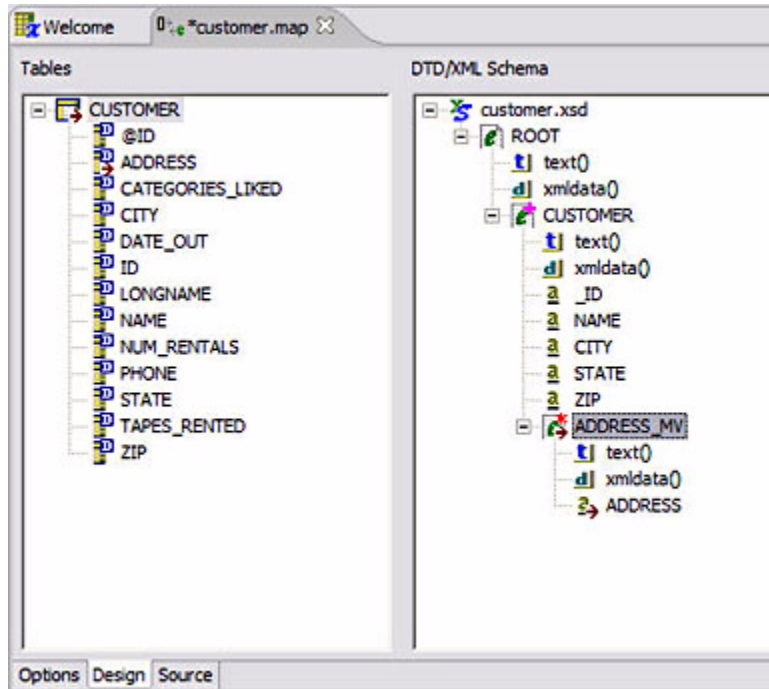 Welcome
*customer.map
Tables
CUSTOMER
@ID
ADDRESS
CATEGORIES_LIKED
CITY
DATE_OUT
ID
LONGNAME
NAME
NUM_RENTALS
PHONE
STATE
TAPES_RENTED
ZIP
DTD/XML Schema
customer.xsd
ROOT
text()
xmldata()
CUSTOMER
text()
xmldata()
_ID
NAME
CITY
STATE
ZIP
ADDRESS_MV
text()
xmldata()
ADDRESS
Options Design Source